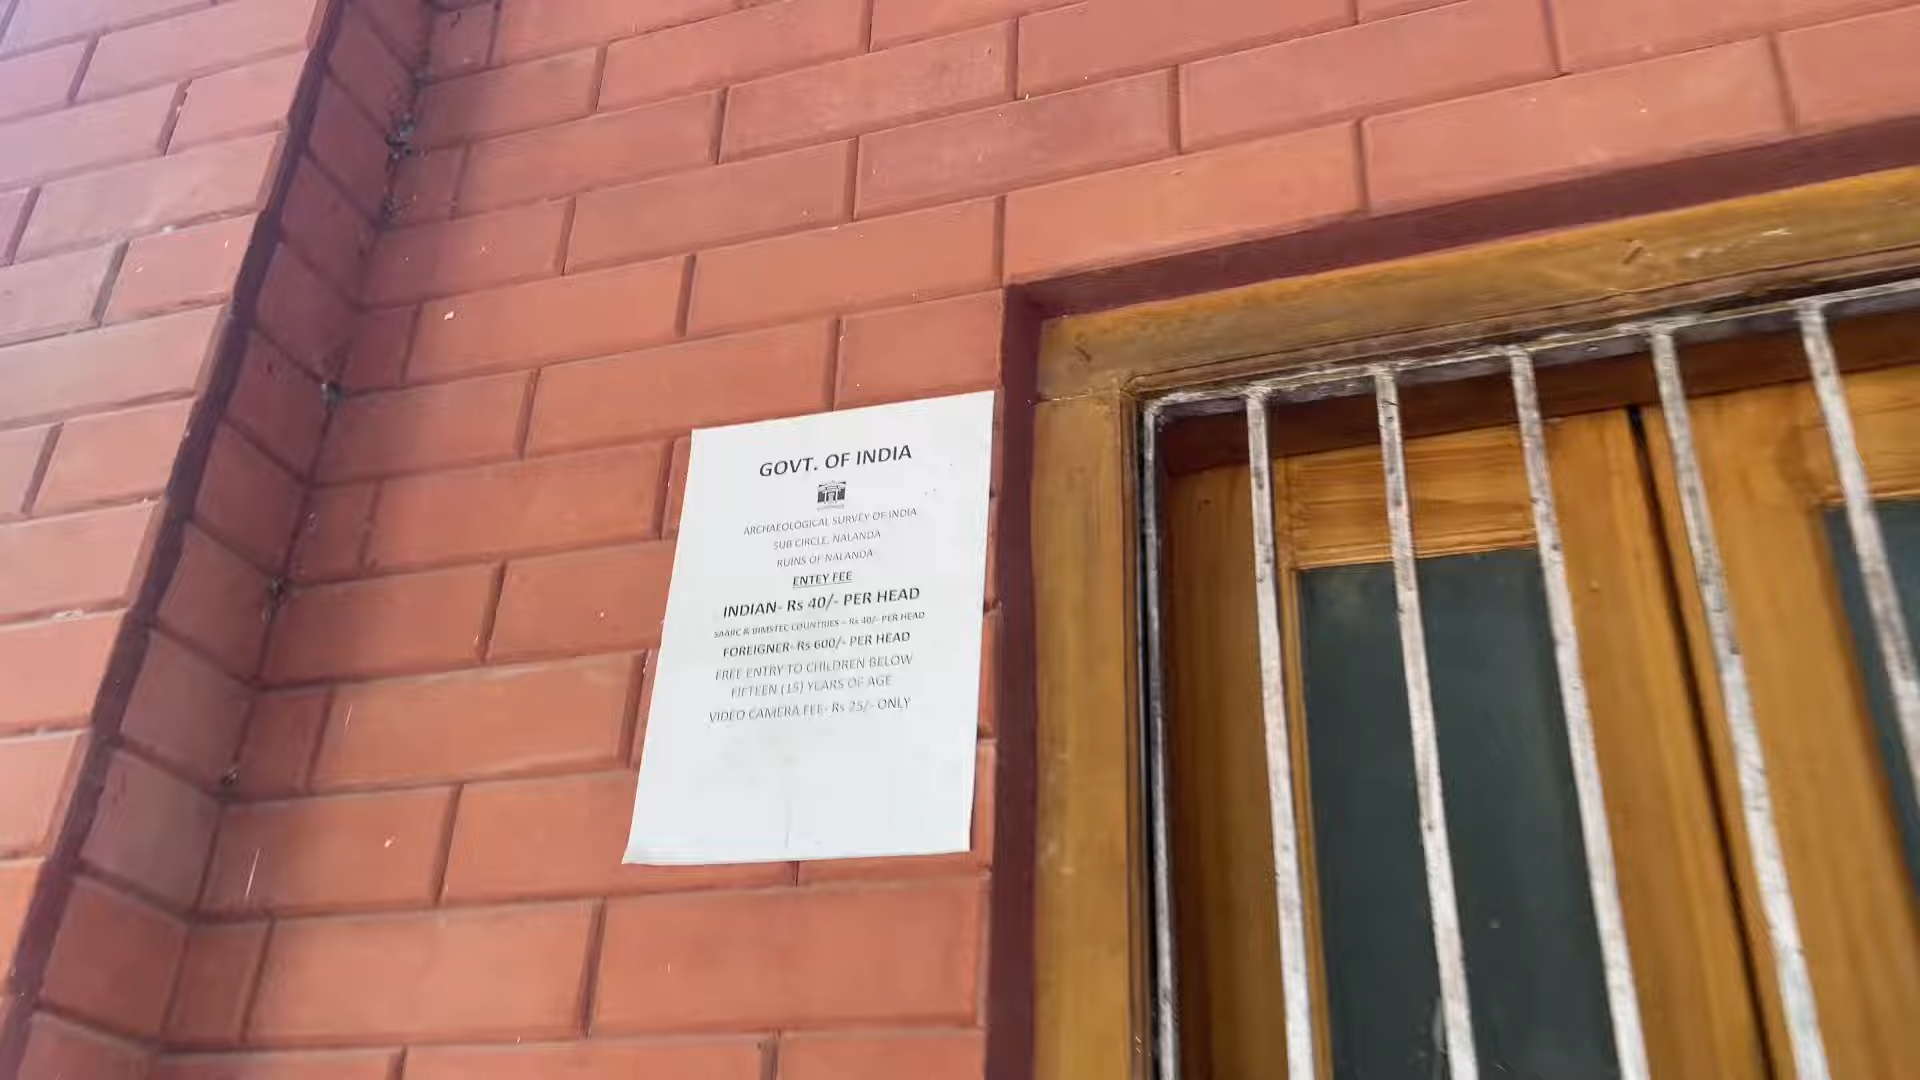 GOVT. OF INDIA
ARCHAEOLOGICAL SURVEY OF INDIA
SUB CIRCLE, NALANDA
RUINS OF NALANDA
ENTEY FEE
INDIAN- Rs 40/- PER HEAD
SAARC & BIMSTEC COUNTRIES – Rs 40/- PER HEAD
FOREIGNER- Rs 600/- PER HEAD
FREE ENTRY TO CHILDREN BELOW
FIFTEEN (15) YEARS OF AGE
VIDEO CAMERA FEE- Rs 25/- ONLY